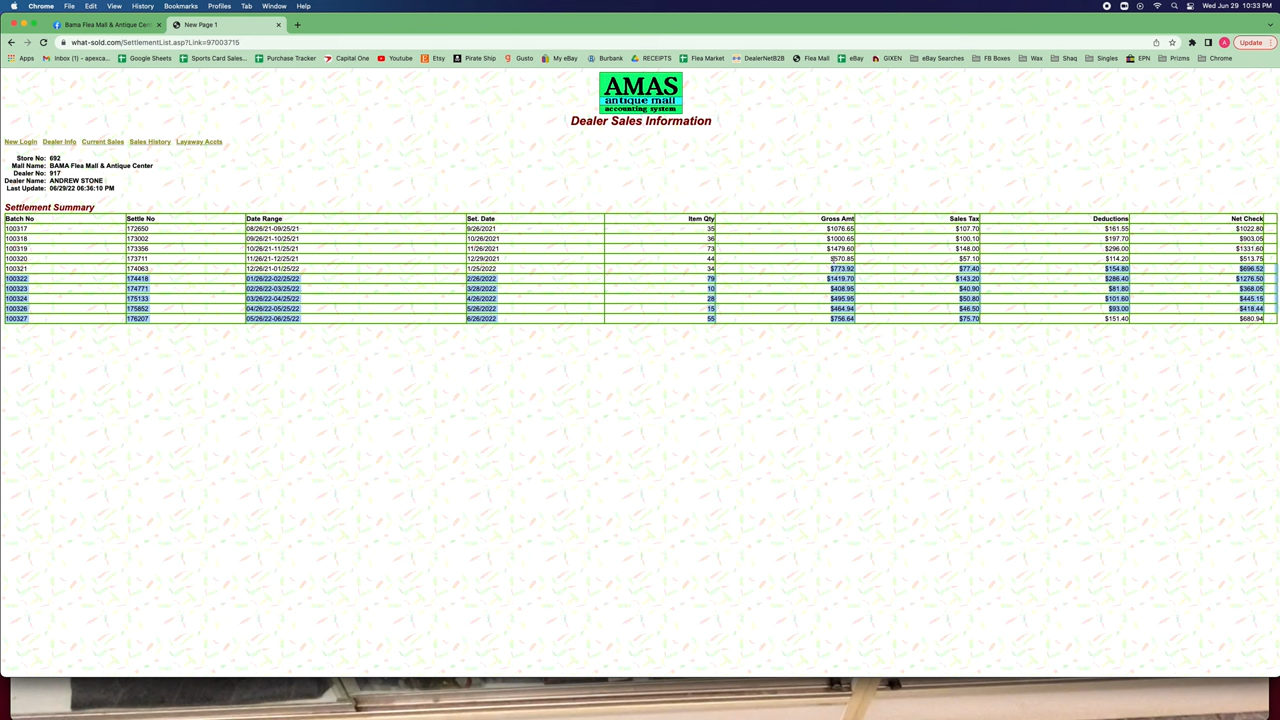 Chrome File Edit View History Bookmarks Profiles Tab Window Help Wed Jun 29 10:33 PM
Bama Flea Mall & Antique Cent New Page 1
what-sold.com/SettlementList.asp?Link=97003715 Update
Apps Inbox (1) - apexca... Google Sheets Sports Card Sales... Purchase Tracker Capital One Youtube Etsy Pirate Ship Gusto My eBay Burbank RECEIPTS Flea Market DealerNetB2B Flea Mall eBay GIXEN eBay Searches FB Boxes Wax Shaq Singles EPN Prizms Chrome
AMAS
antique mall
accounting system
Dealer Sales Information
New Login Dealer Info Current Sales Sales History Layaway Accts
Store No: 692
Mall Name: BAMA Flea Mall & Antique Center
Dealer No: 917
Dealer Name: ANDREW STONE
Last Update: 06/29/22 06:36:10 PM
Settlement Summary
Batch No Settle No Date Range Set. Date Item Qty Gross Amt Sales Tax Deductions Net Check
100317 172650 08/26/21-09/25/21 9/26/2021 35 $1076.65 $107.70 $161.55 $1022.80
100318 173002 09/26/21-10/25/21 10/26/2021 36 $1000.65 $100.10 $197.70 $903.05
100319 173356 10/26/21-11/25/21 11/26/2021 73 $1479.60 $148.00 $296.00 $1331.60
100320 173711 11/26/21-12/25/21 12/29/2021 44 $570.85 $57.10 $114.20 $513.75
100321 174063 12/26/21-01/25/22 1/25/2022 34 $773.92 $77.40 $154.80 $696.52
100322 174418 01/26/22-02/25/22 2/26/2022 79 $1419.70 $143.20 $286.40 $1276.50
100323 174771 02/26/22-03/25/22 3/28/2022 10 $408.95 $40.90 $81.80 $368.05
100324 175133 03/26/22-04/25/22 4/26/2022 28 $495.95 $50.80 $101.60 $445.15
100326 175852 04/26/22-05/25/22 5/26/2022 15 $464.94 $46.50 $93.00 $418.44
100327 176207 05/26/22-06/25/22 6/26/2022 55 $756.64 $75.70 $151.40 $680.94